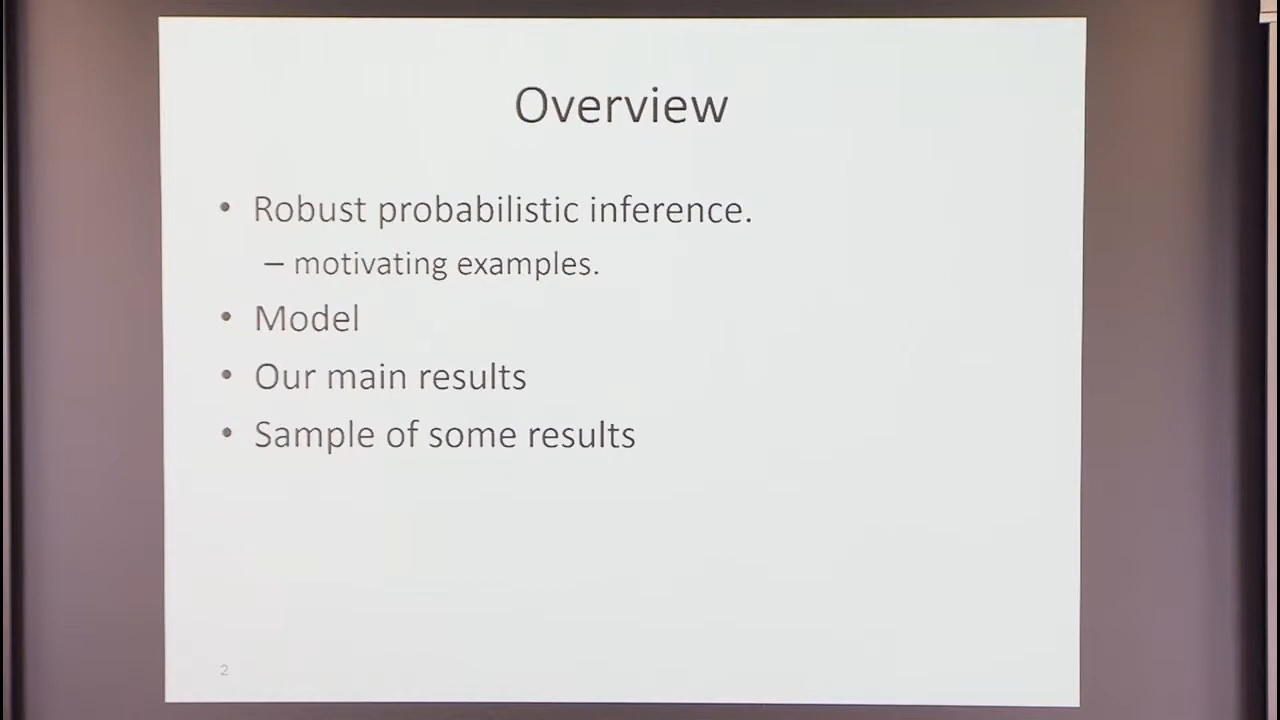 Overview
• Robust probabilistic inference.
– motivating examples.
• Model
• Our main results
• Sample of some results
2